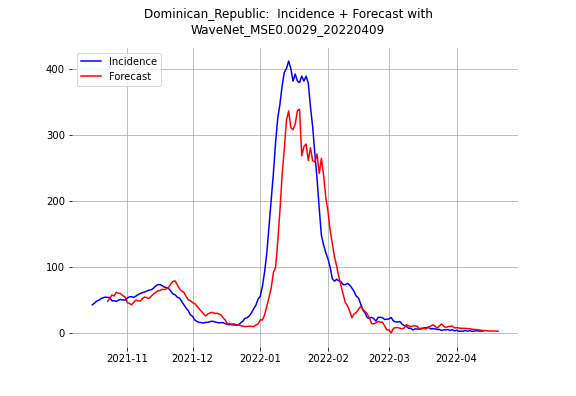 Dominican_Republic:  Incidence + Forecast with
WaveNet_MSE0.0029_20220409
Incidence
Forecast
400
300
200
100
0
2021-11 2021-12 2022-01 2022-02 2022-03 2022-04